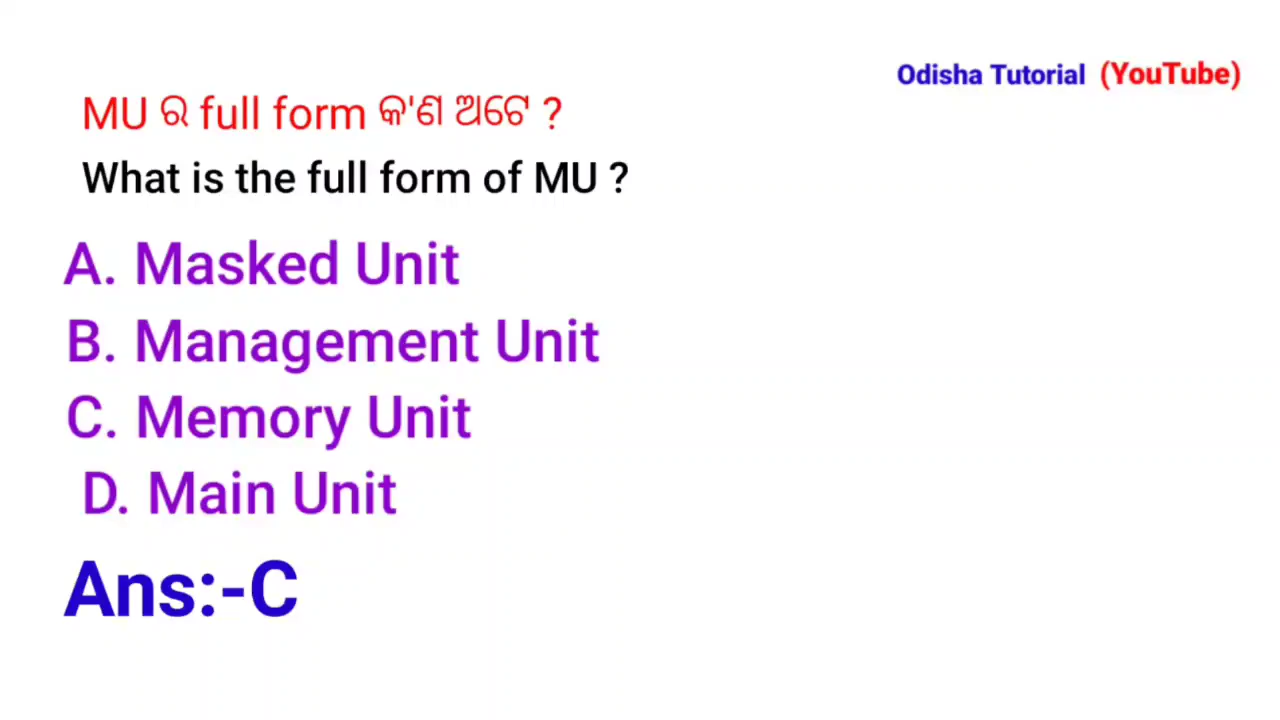 Odisha Tutorial (YouTube)
MU ର full form କ'ଣ ଅଟେ ?
What is the full form of MU ?
A. Masked Unit
B. Management Unit
C. Memory Unit
D. Main Unit
Ans:-C